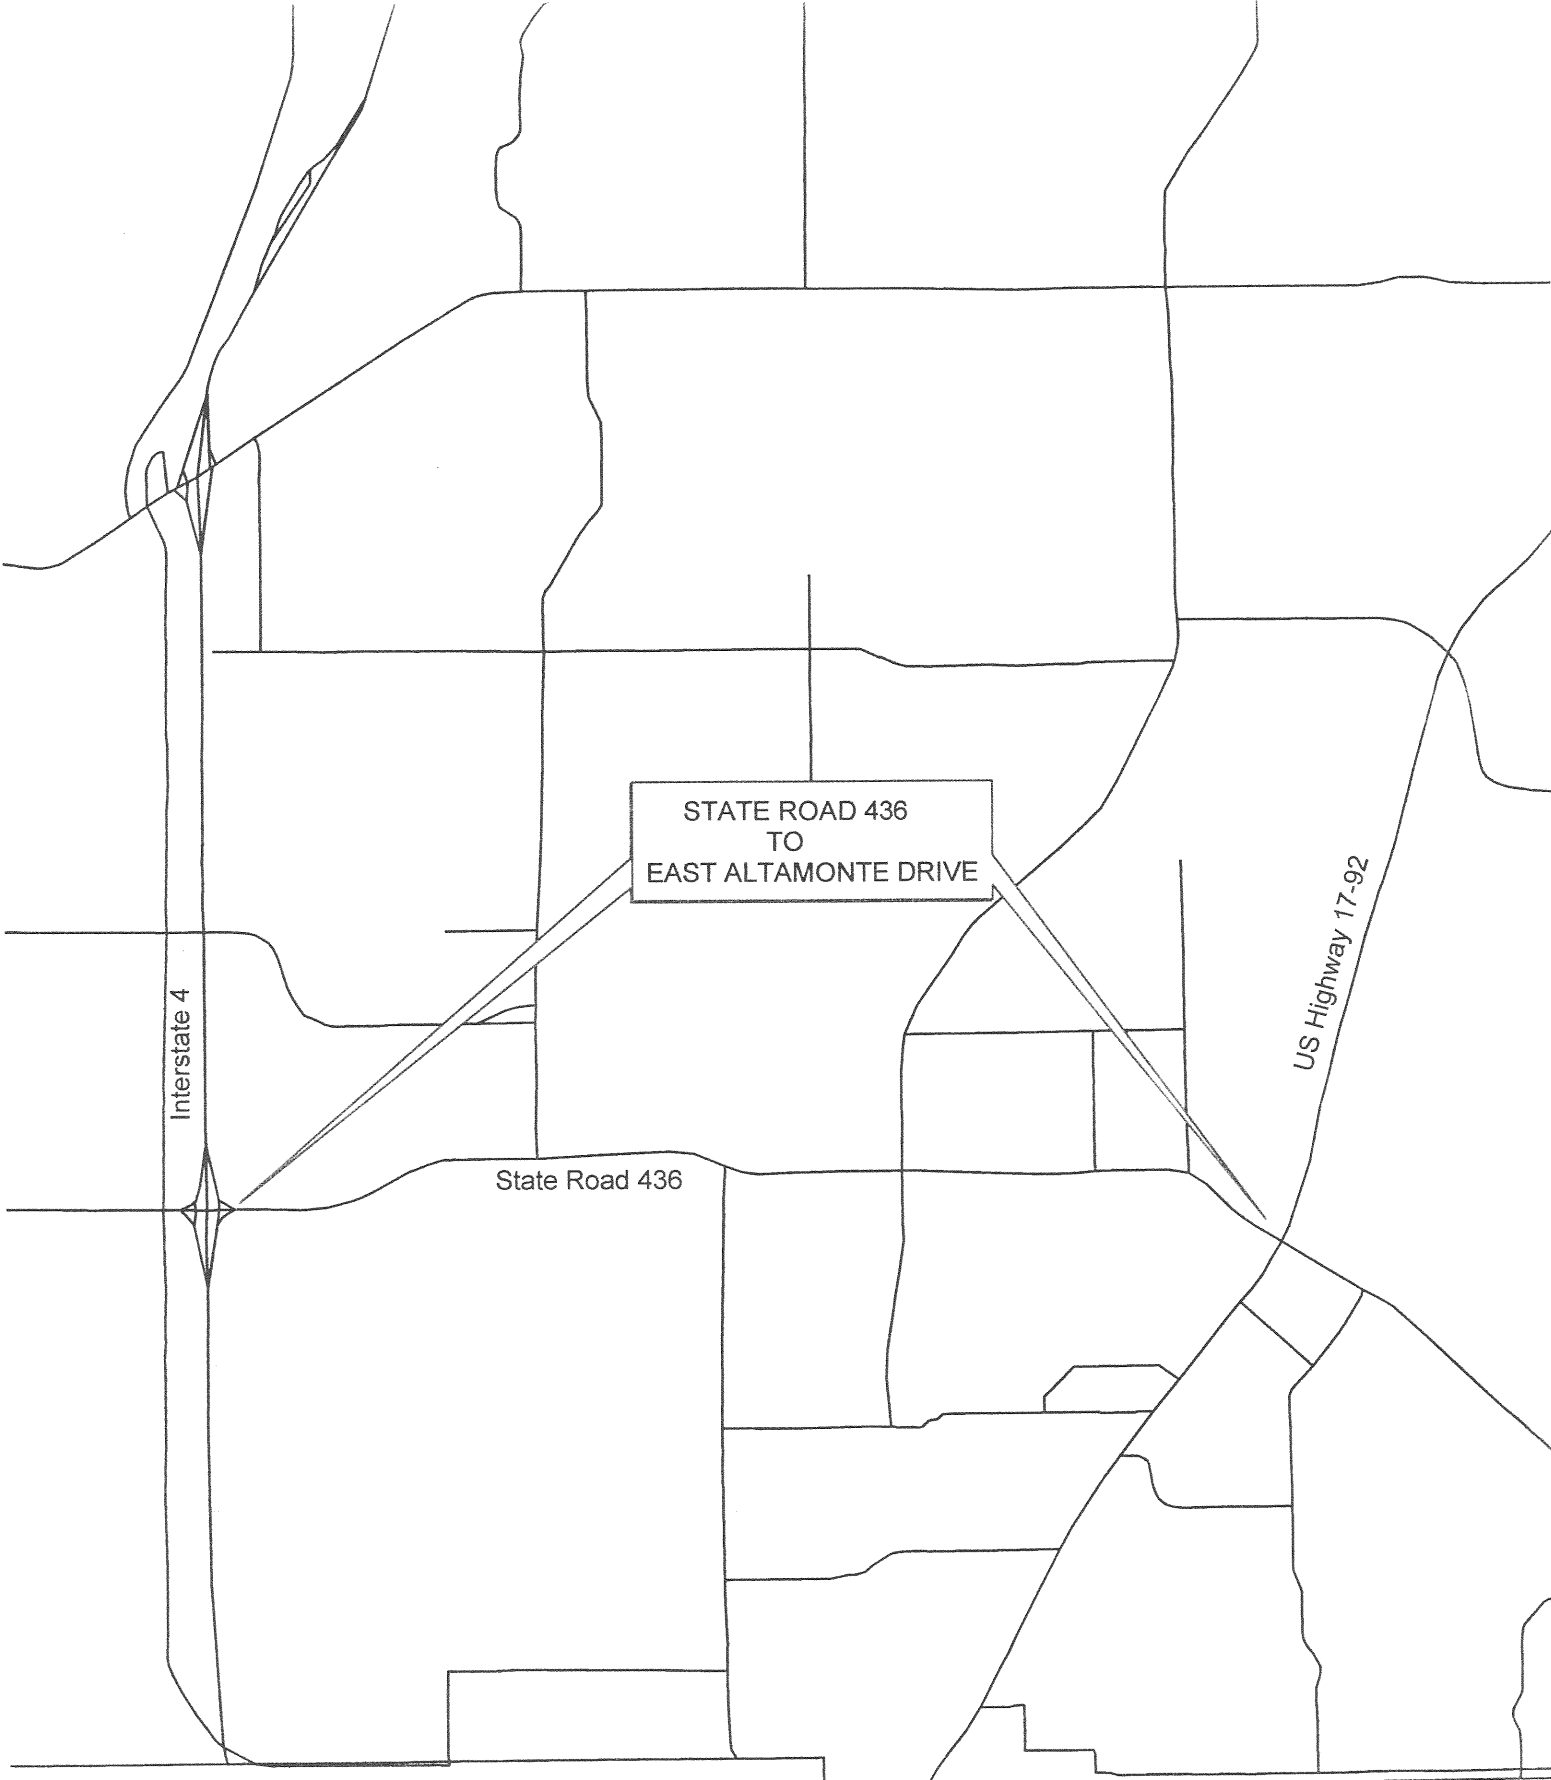 STATE ROAD 436
TO
EAST ALTAMONTE DRIVE
US Highway 17-92
Interstate 4
State Road 436